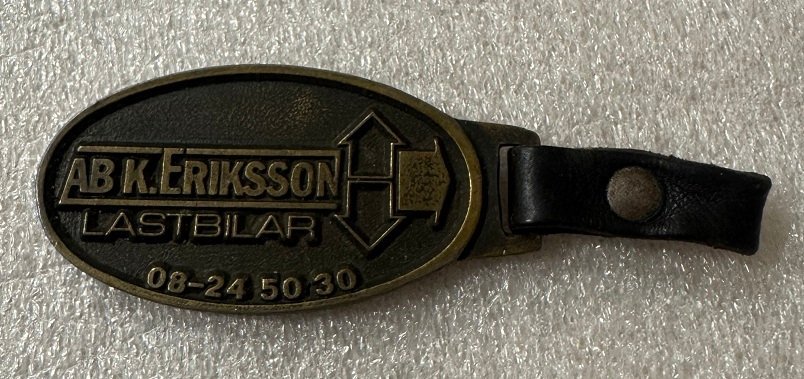 AB K. ERIKSSON
LASTBILAR
08-24 50 30